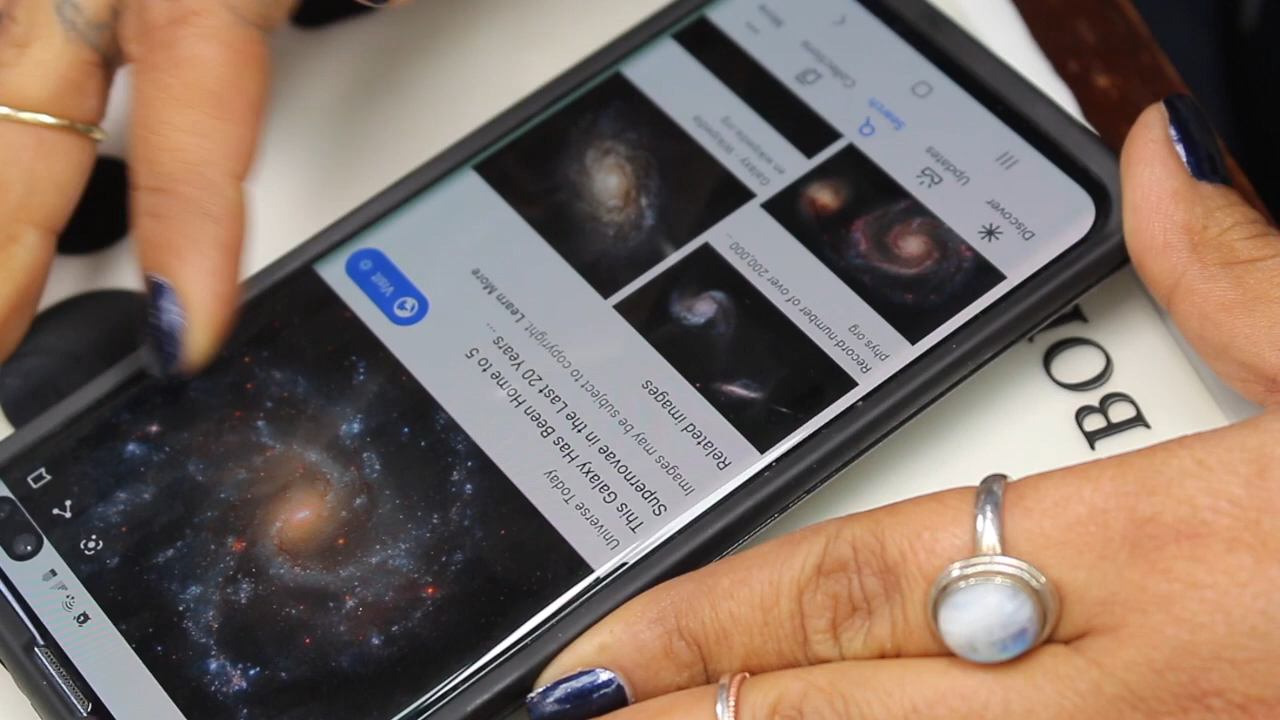 Universe Today
This Galaxy Has Been Home to 5
Supernovae in the Last 20 Years ...
Images may be subject to copyright. Learn More
Visit
Related images
Record-number of over 200,000 ...
phys.org
Galaxy - Wikipedia
en.wikipedia.org
Discover
Updates
Search
Collections
More
BO